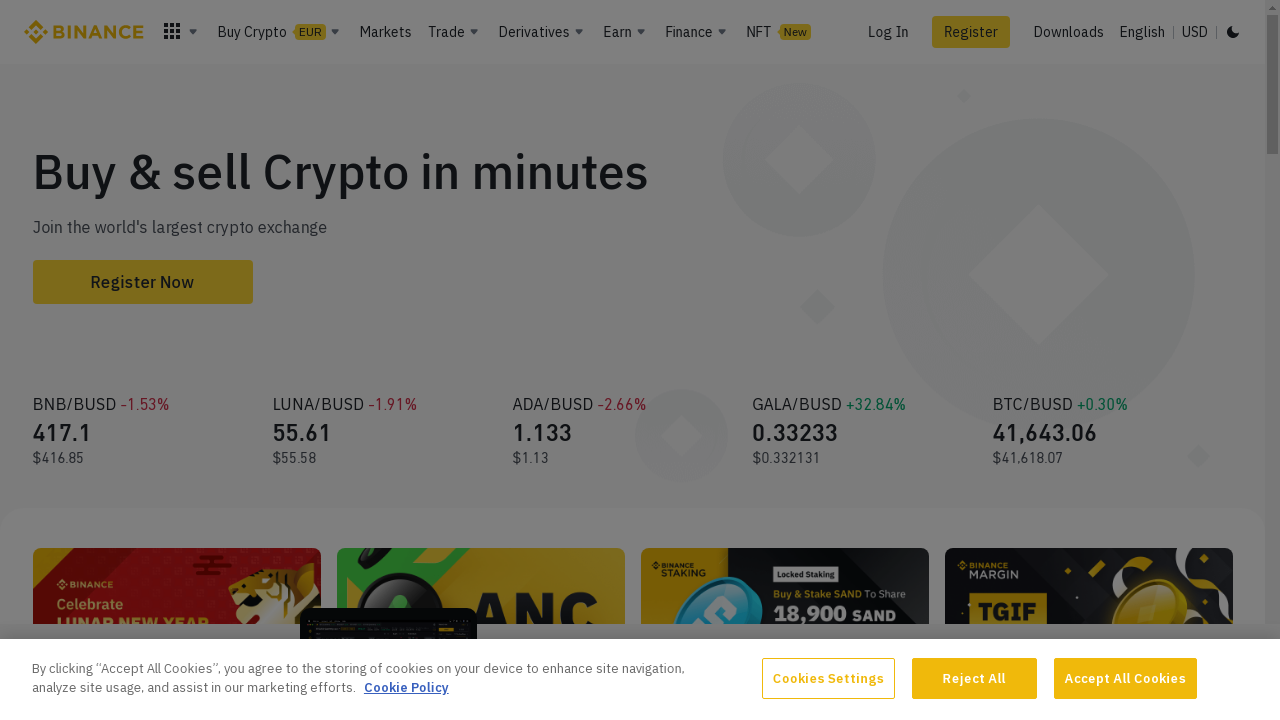 BINANCE
Buy Crypto EUR
Markets
Trade
Derivatives
Earn
Finance
NFT New
Log In
Register
Downloads
English
USD
Buy & sell Crypto in minutes
Join the world's largest crypto exchange
Register Now
BNB/BUSD -1.53%
417.1
$416.85
LUNA/BUSD -1.91%
55.61
$55.58
ADA/BUSD -2.66%
1.133
$1.13
GALA/BUSD +32.84%
0.33233
$0.332131
BTC/BUSD +0.30%
41,643.06
$41,618.07
BINANCE
Celebrate
LUNAR NEW YEAR
ANC
BINANCE
STAKING
Locked Staking
Buy & Stake SAND To Share
18,900 SAND
BINANCE
MARGIN
TGIF
By clicking “Accept All Cookies”, you agree to the storing of cookies on your device to enhance site navigation,
analyze site usage, and assist in our marketing efforts. Cookie Policy
Cookies Settings
Reject All
Accept All Cookies